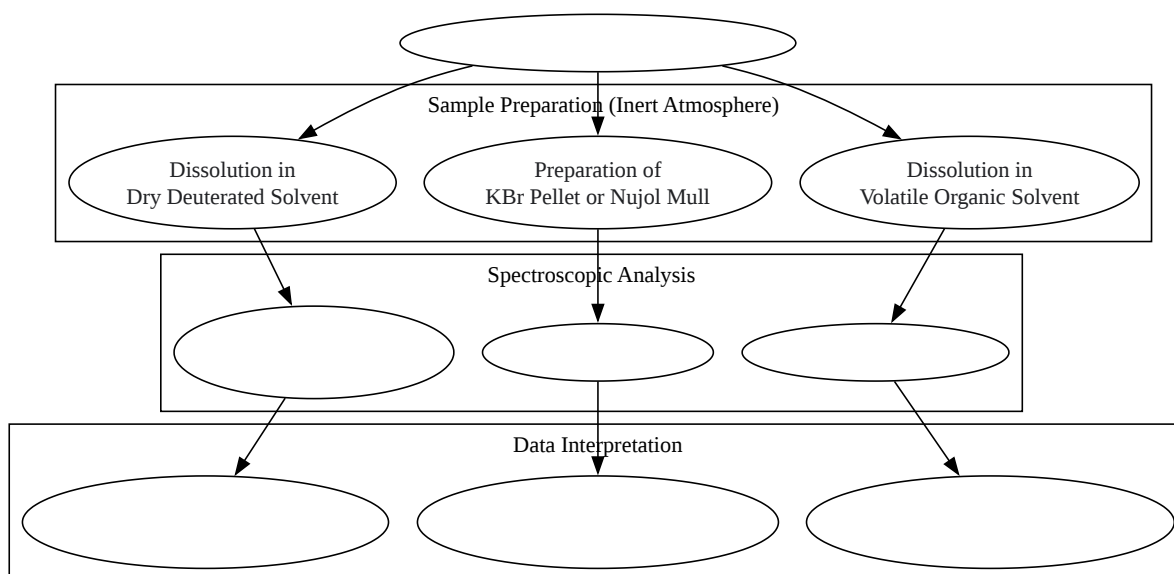 Sample Preparation (Inert Atmosphere)
Dissolution in
Dry Deuterated Solvent
Preparation of
KBr Pellet or Nujol Mull
Dissolution in
Volatile Organic Solvent
Spectroscopic Analysis
Data Interpretation